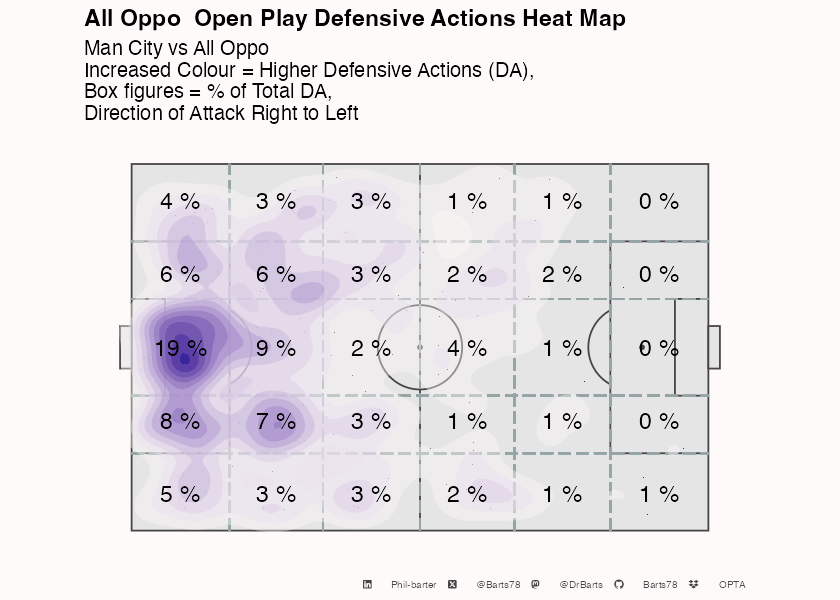 All Oppo  Open Play Defensive Actions Heat Map
Man City vs All Oppo
Increased Colour = Higher Defensive Actions (DA),
Box figures = % of Total DA,
Direction of Attack Right to Left
4 % 3 % 3 % 1 % 1 % 0 %
6 % 6 % 3 % 2 % 2 % 0 %
19 % 9 % 2 % 4 % 1 % 0 %
8 % 7 % 3 % 1 % 1 % 0 %
5 % 3 % 3 % 2 % 1 % 1 %
Phil-barter @Barts78 @DrBarts Barts78 OPTA